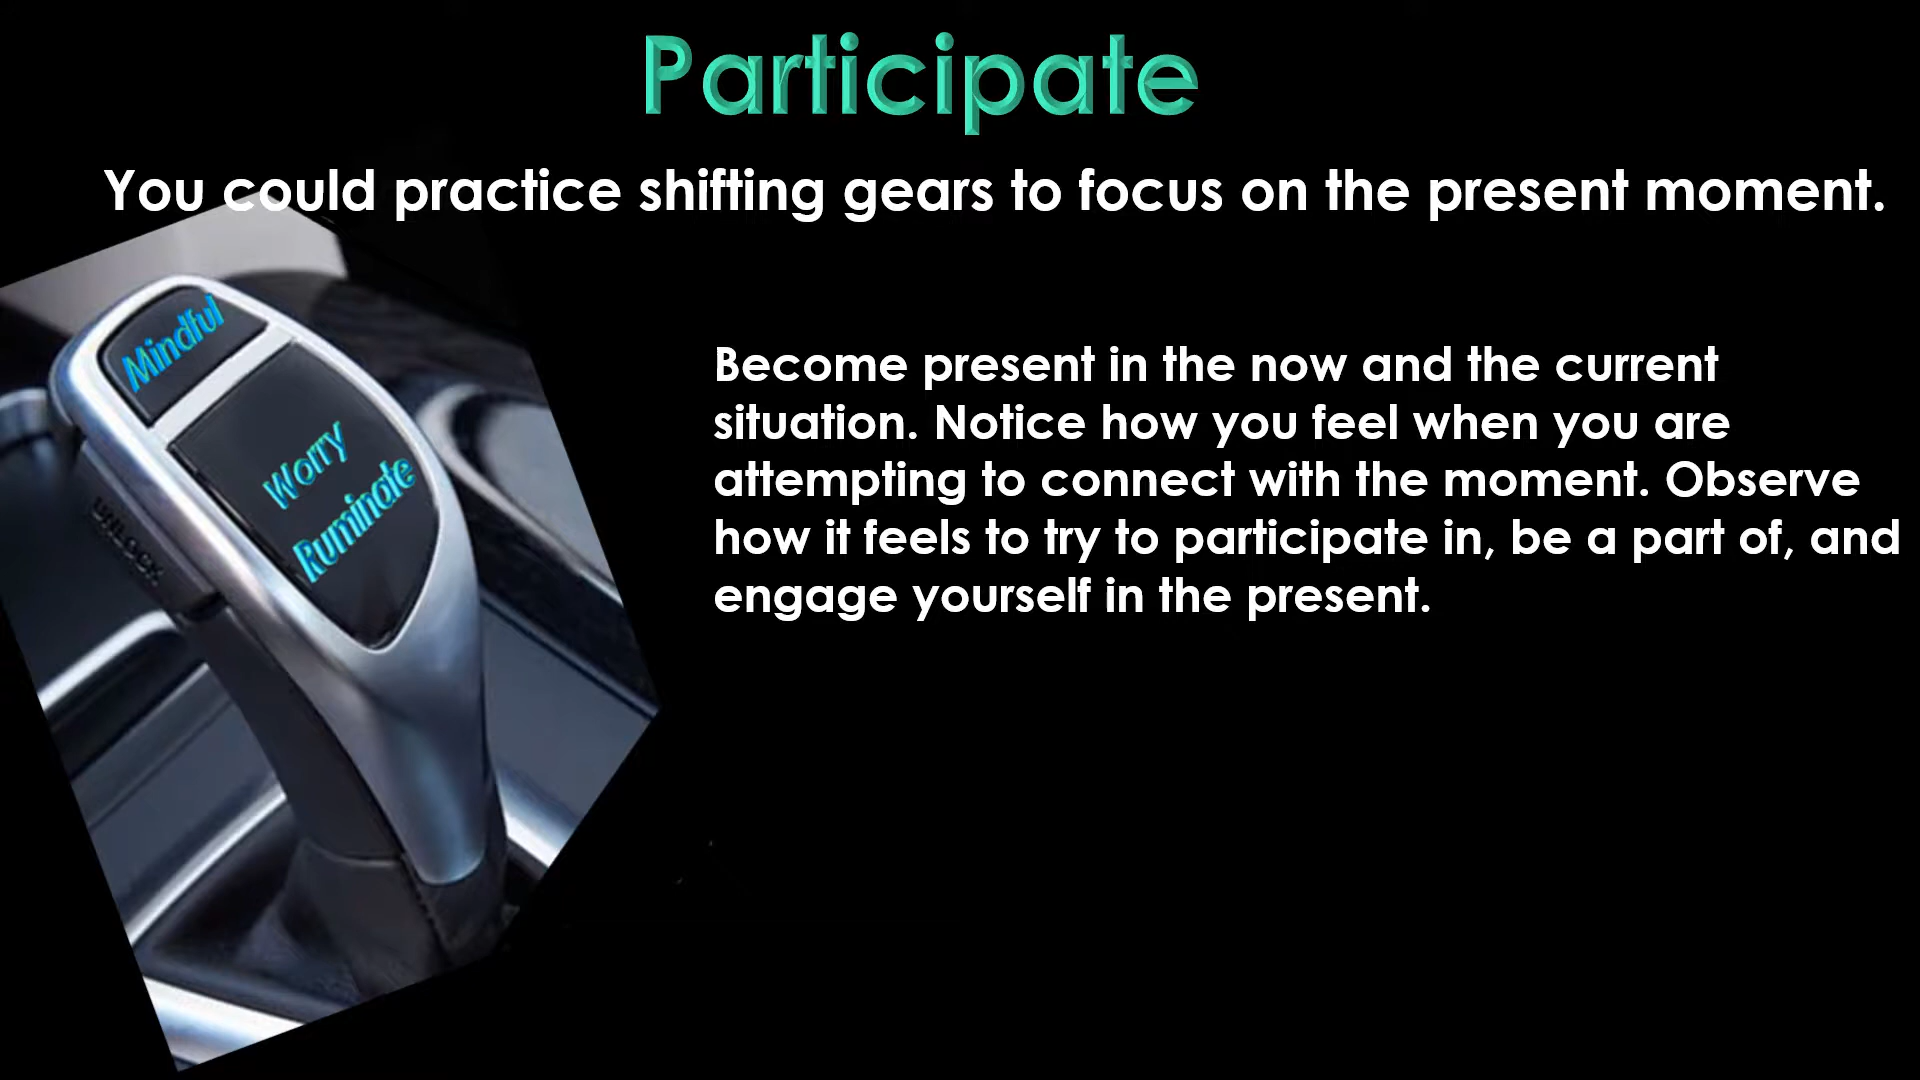 Participate
You could practice shifting gears to focus on the present moment.
Mindful
Worry
Ruminate
UNLOCK
Become present in the now and the current
situation. Notice how you feel when you are
attempting to connect with the moment. Observe
how it feels to try to participate in, be a part of, and
engage yourself in the present.